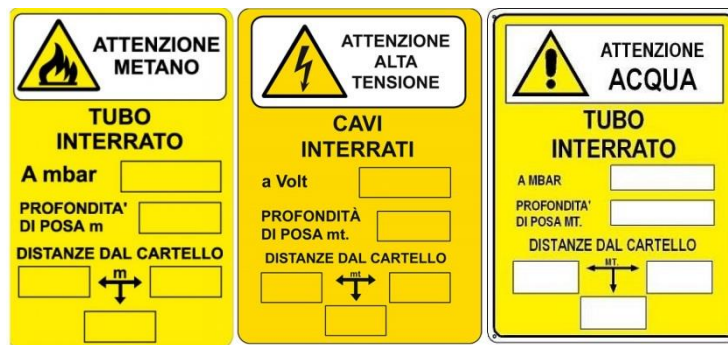 ATTENZIONE
METANO
TUBO
INTERRATO
A mbar
PROFONDITA'
DI POSA m
DISTANZE DAL CARTELLO
m
ATTENZIONE
ALTA
TENSIONE
CAVI
INTERRATI
a Volt
PROFONDITÀ
DI POSA mt.
DISTANZE DAL CARTELLO
mt
ATTENZIONE
ACQUA
TUBO
INTERRATO
A MBAR
PROFONDITA'
DI POSA MT.
DISTANZE DAL CARTELLO
MT.